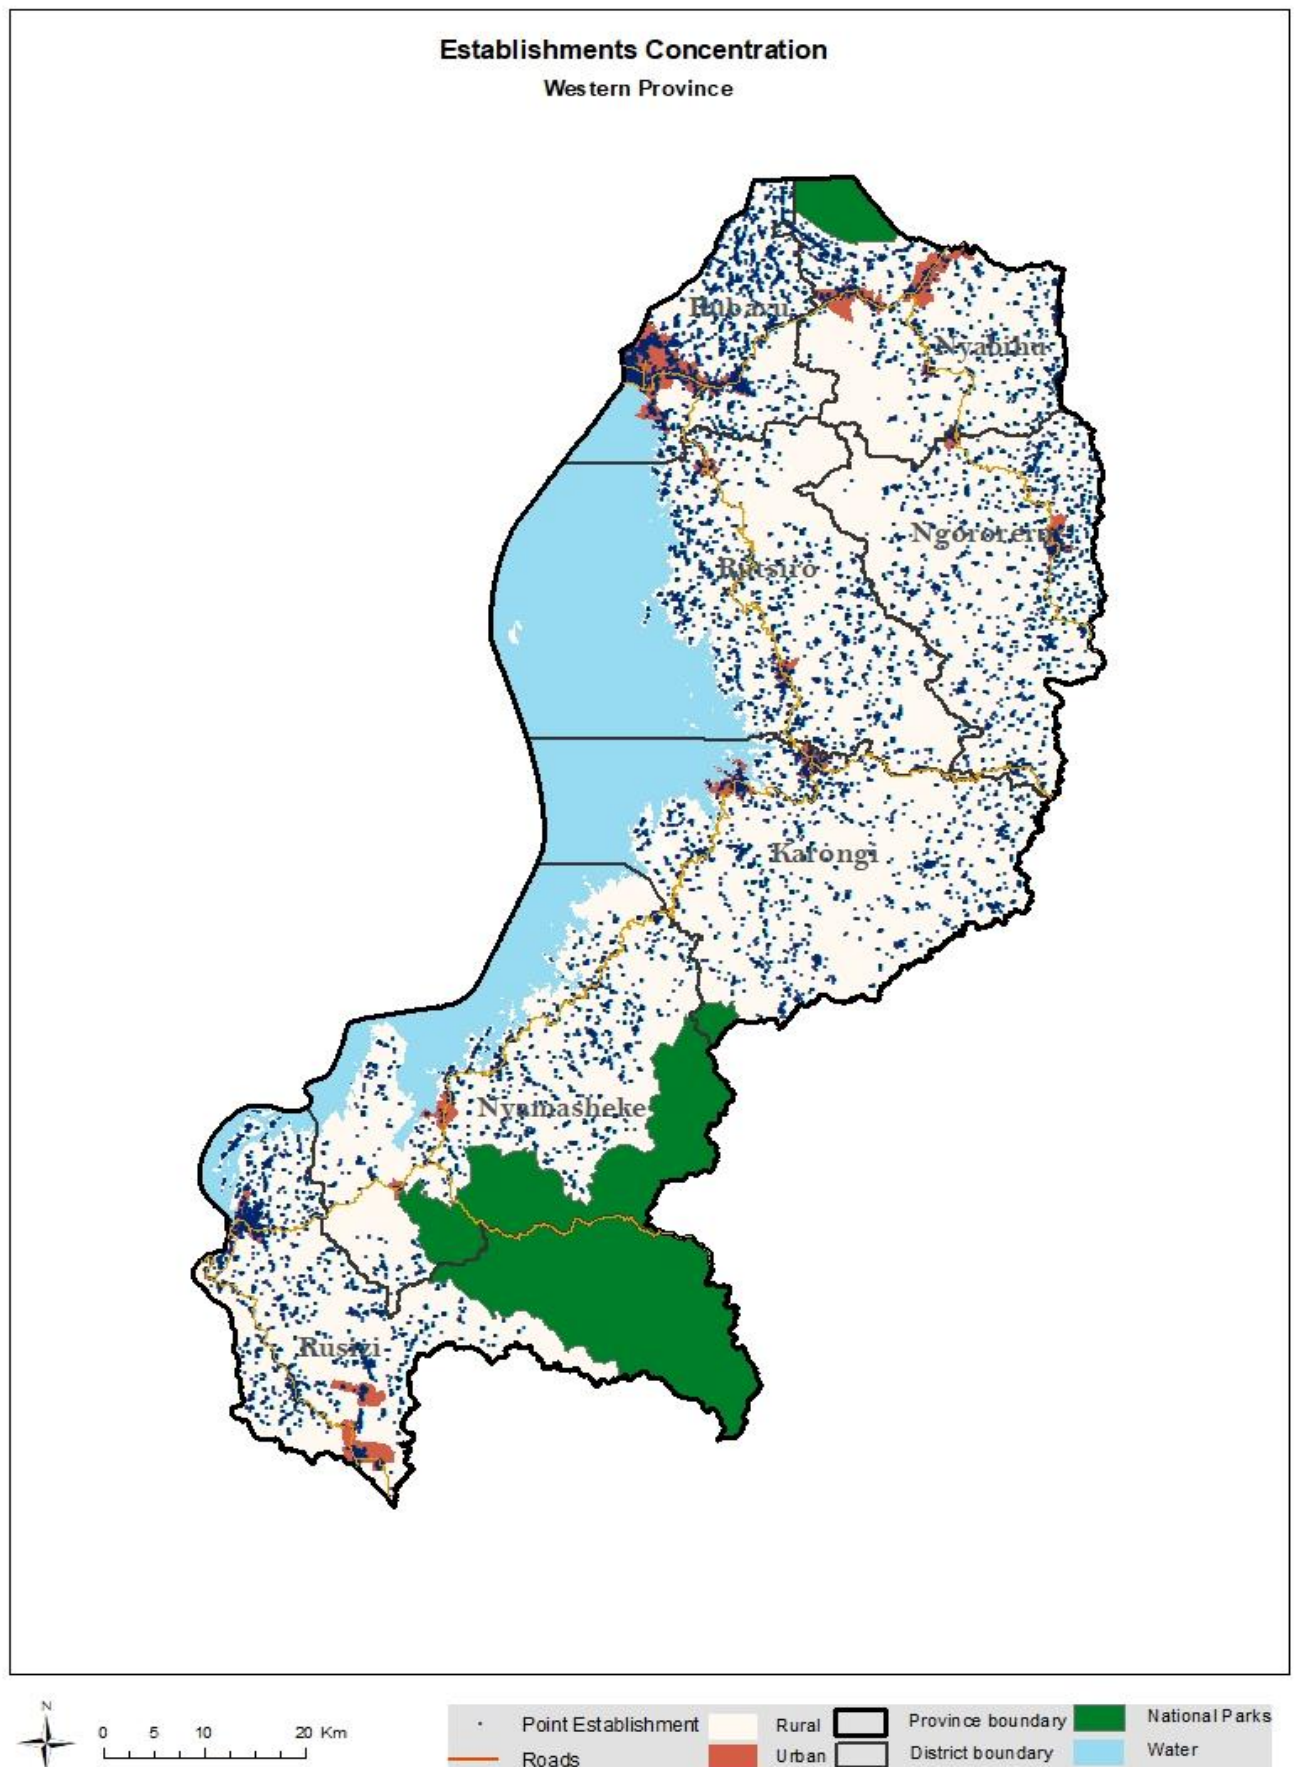 Establishments Concentration
Western Province
Rubavu
Nyabihu
Ngororero
Rutsiro
Karongi
Nyamasheke
Rusizi
N
0 5 10 20 Km
Point Establishment
Roads
Rural
Urban
Province boundary
District boundary
National Parks
Water